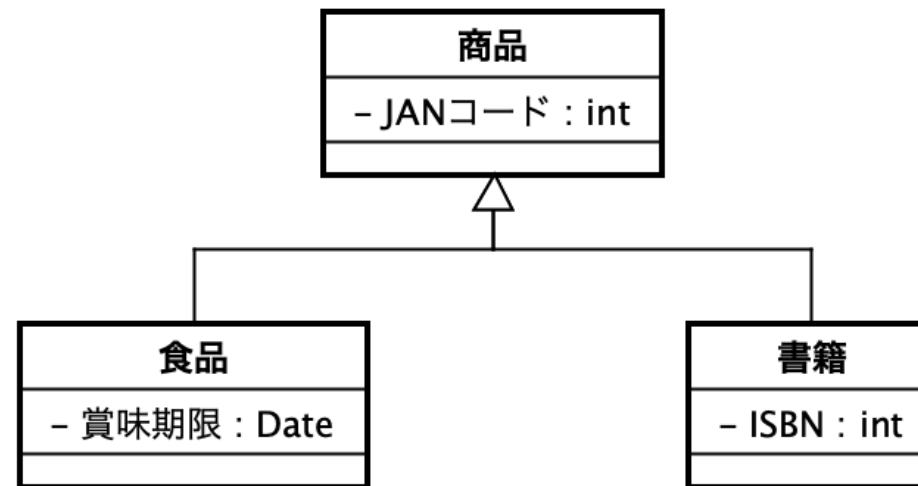 商品
– JANコード：int
食品
– 賞味期限：Date
書籍
– ISBN：int